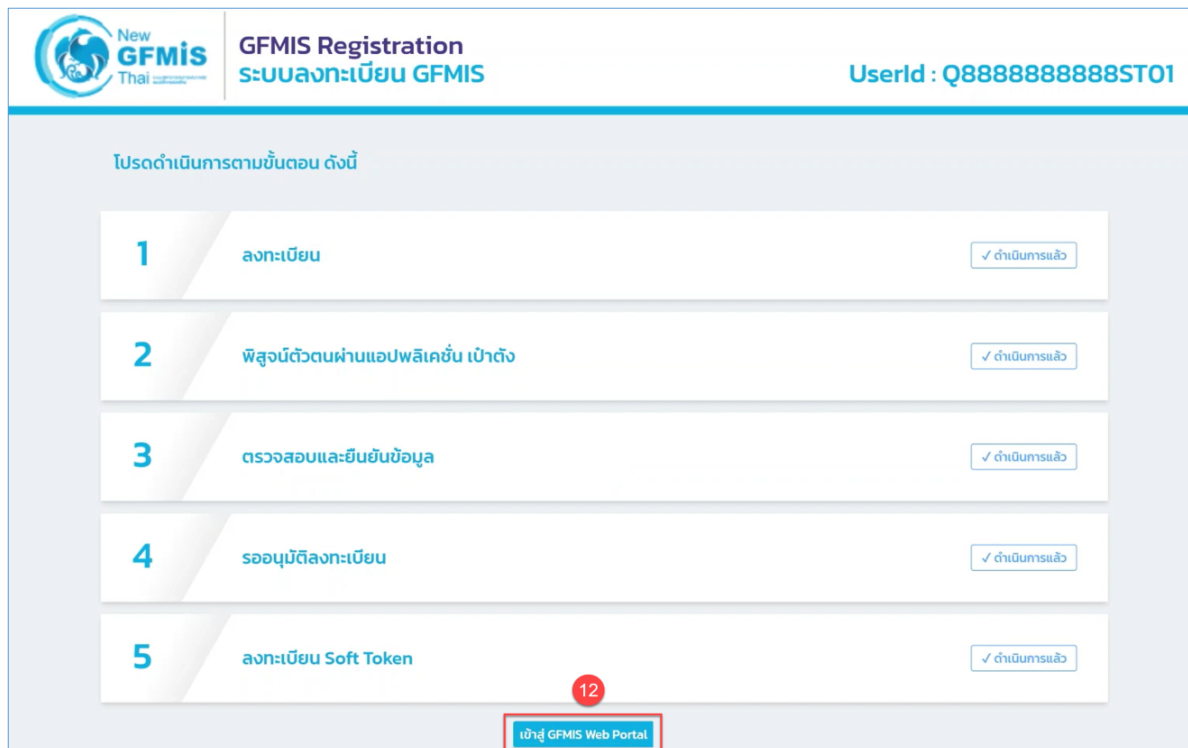 New
GFMIS
Thai
GFMIS Registration
ระบบลงทะเบียน GFMIS
UserId : Q8888888888ST01
โปรดดำเนินการตามขั้นตอน ดังนี้
1 ลงทะเบียน ✓ ดำเนินการแล้ว
2 พิสูจน์ตัวตนผ่านแอปพลิเคชั่น เป๋าตัง ✓ ดำเนินการแล้ว
3 ตรวจสอบและยืนยันข้อมูล ✓ ดำเนินการแล้ว
4 รออนุมัติลงทะเบียน ✓ ดำเนินการแล้ว
5 ลงทะเบียน Soft Token ✓ ดำเนินการแล้ว
12
เข้าสู่ GFMIS Web Portal